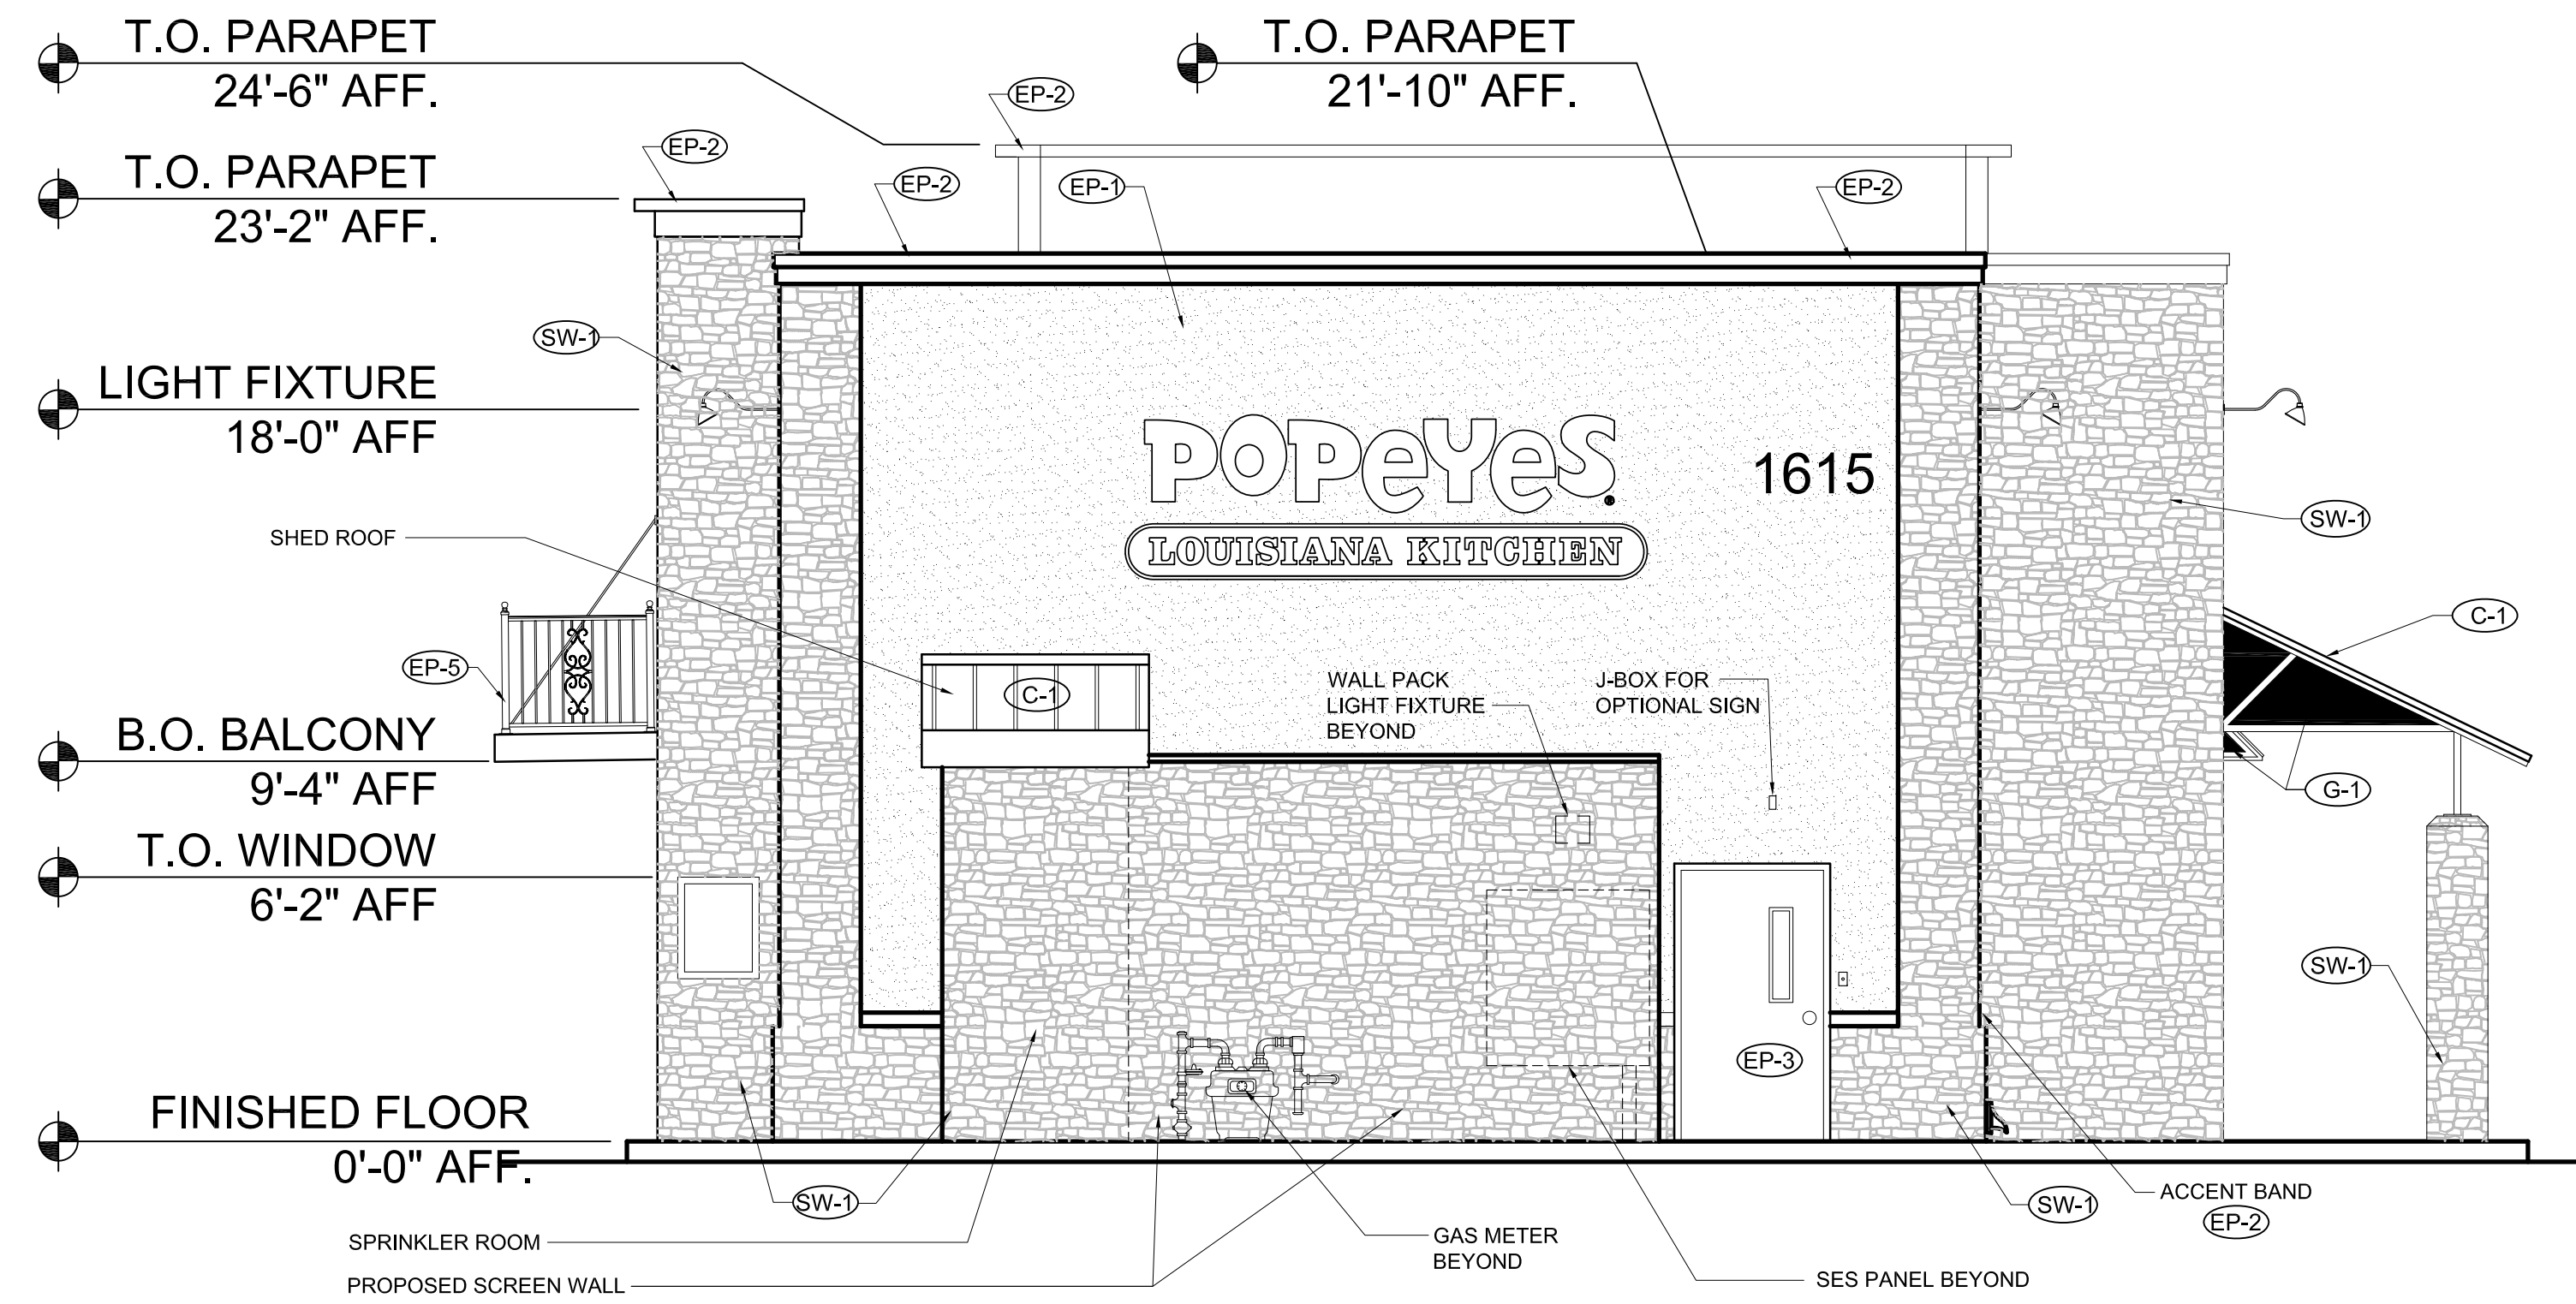 T.O. PARAPET
24'-6" AFF.
T.O. PARAPET
21'-10" AFF.
EP-2
EP-2
T.O. PARAPET
23'-2" AFF.
EP-2
EP-1
EP-2
SW-1
LIGHT FIXTURE
18'-0" AFF
POPEYES
1615
SW-1
SHED ROOF
LOUISIANA KITCHEN
C-1
EP-5
C-1
WALL PACK
LIGHT FIXTURE
BEYOND
J-BOX FOR
OPTIONAL SIGN
B.O. BALCONY
9'-4" AFF
G-1
T.O. WINDOW
6'-2" AFF
SW-1
EP-3
FINISHED FLOOR
0'-0" AFF.
SW-1
SW-1
ACCENT BAND
EP-2
SPRINKLER ROOM
GAS METER
BEYOND
PROPOSED SCREEN WALL
SES PANEL BEYOND